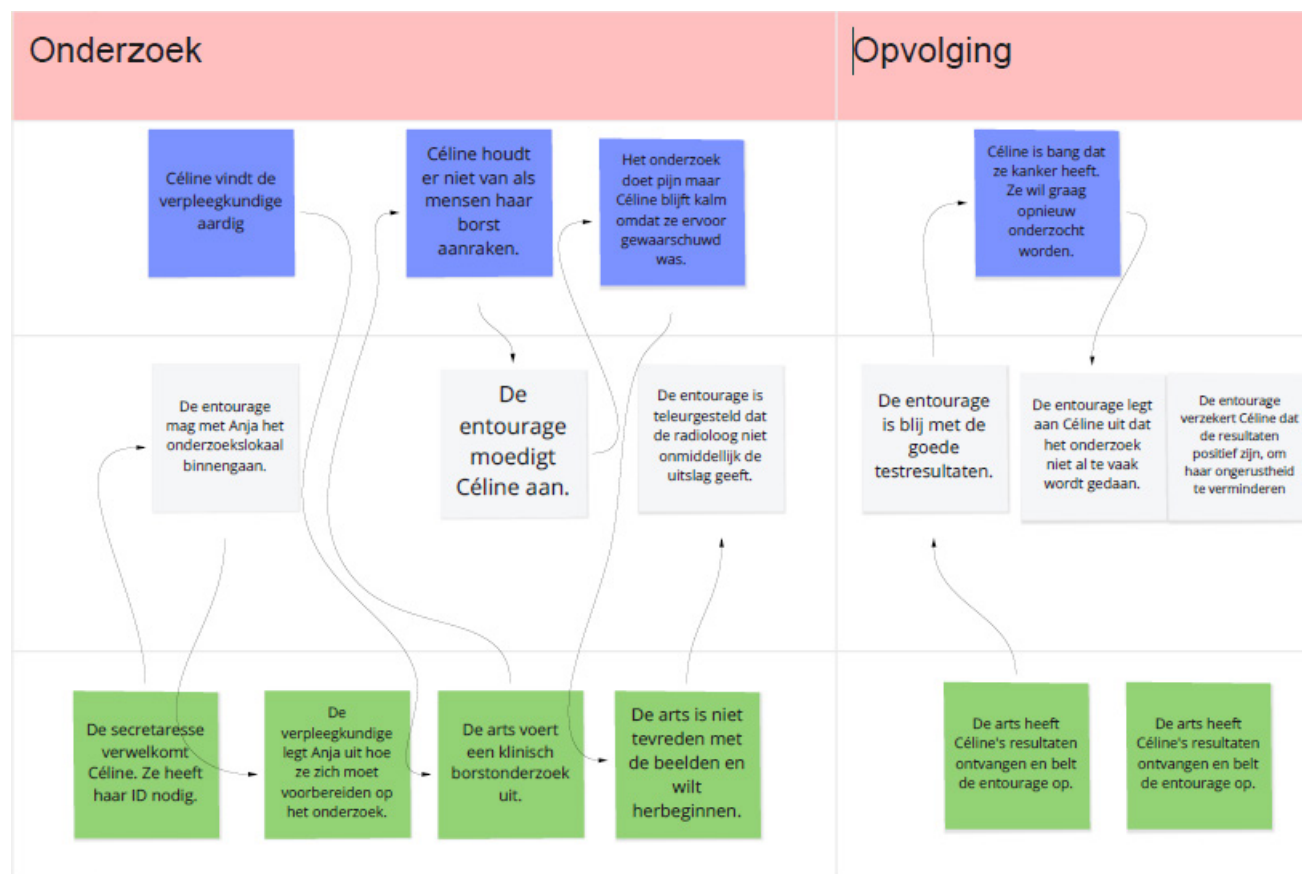 Onderzoek
Opvolging
Céline vindt de
verpleegkundige
aardig
Céline houdt
er niet van als
mensen haar
borst
aanraken.
Het onderzoek
doet pijn maar
Céline blijft kalm
omdat ze ervoor
gewaarschuwd
was.
Céline is bang dat
ze kanker heeft.
Ze wil graag
opnieuw
onderzocht
worden.
De entourage
mag met Anja het
onderzoekslokaal
binnengaan.
De
entourage
moedigt
Céline aan.
De entourage is
teleurgesteld dat
de radioloog niet
onmiddellijk de
uitslag geeft.
De entourage
is blij met de
goede
testresultaten.
De entourage legt
aan Céline uit dat
het onderzoek
niet al te vaak
wordt gedaan.
De entourage
verzekert Céline dat
de resultaten
positief zijn, om
haar ongerustheid
te verminderen
De secretaresse
verwelkomt
Céline. Ze heeft
haar ID nodig.
De
verpleegkundige
legt Anja uit hoe
ze zich moet
voorbereiden op
het onderzoek.
De arts voert
een klinisch
borstonderzoek
uit.
De arts is niet
tevreden met
de beelden en
wilt
herbeginnen.
De arts heeft
Céline's resultaten
ontvangen en belt
de entourage op.
De arts heeft
Céline's resultaten
ontvangen en belt
de entourage op.